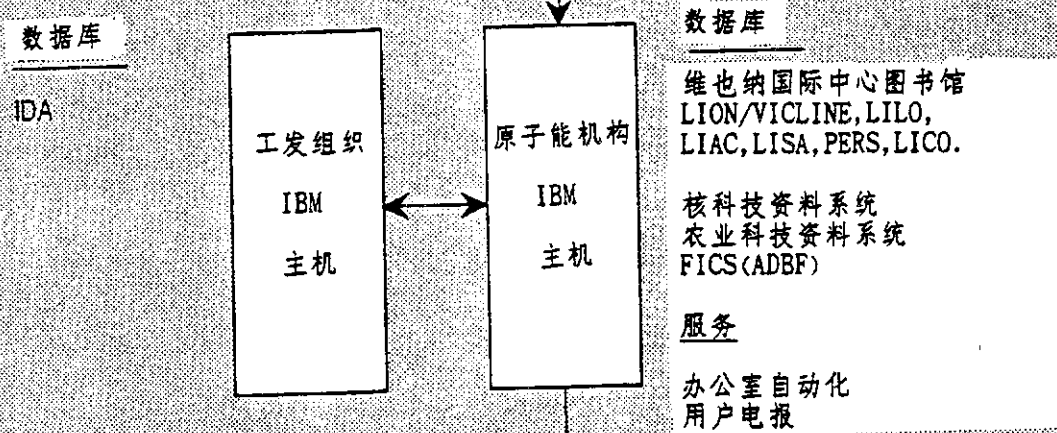 数据库
IDA
工发组织
IBM
主机
原子能机构
IBM
主机
数据库
维也纳国际中心图书馆
LION/VICLINE,LILO,
LIAC,LISA,PERS,LICO.
核科技资料系统
农业科技资料系统
FICS(ADBF)
服务
办公室自动化
用户电报